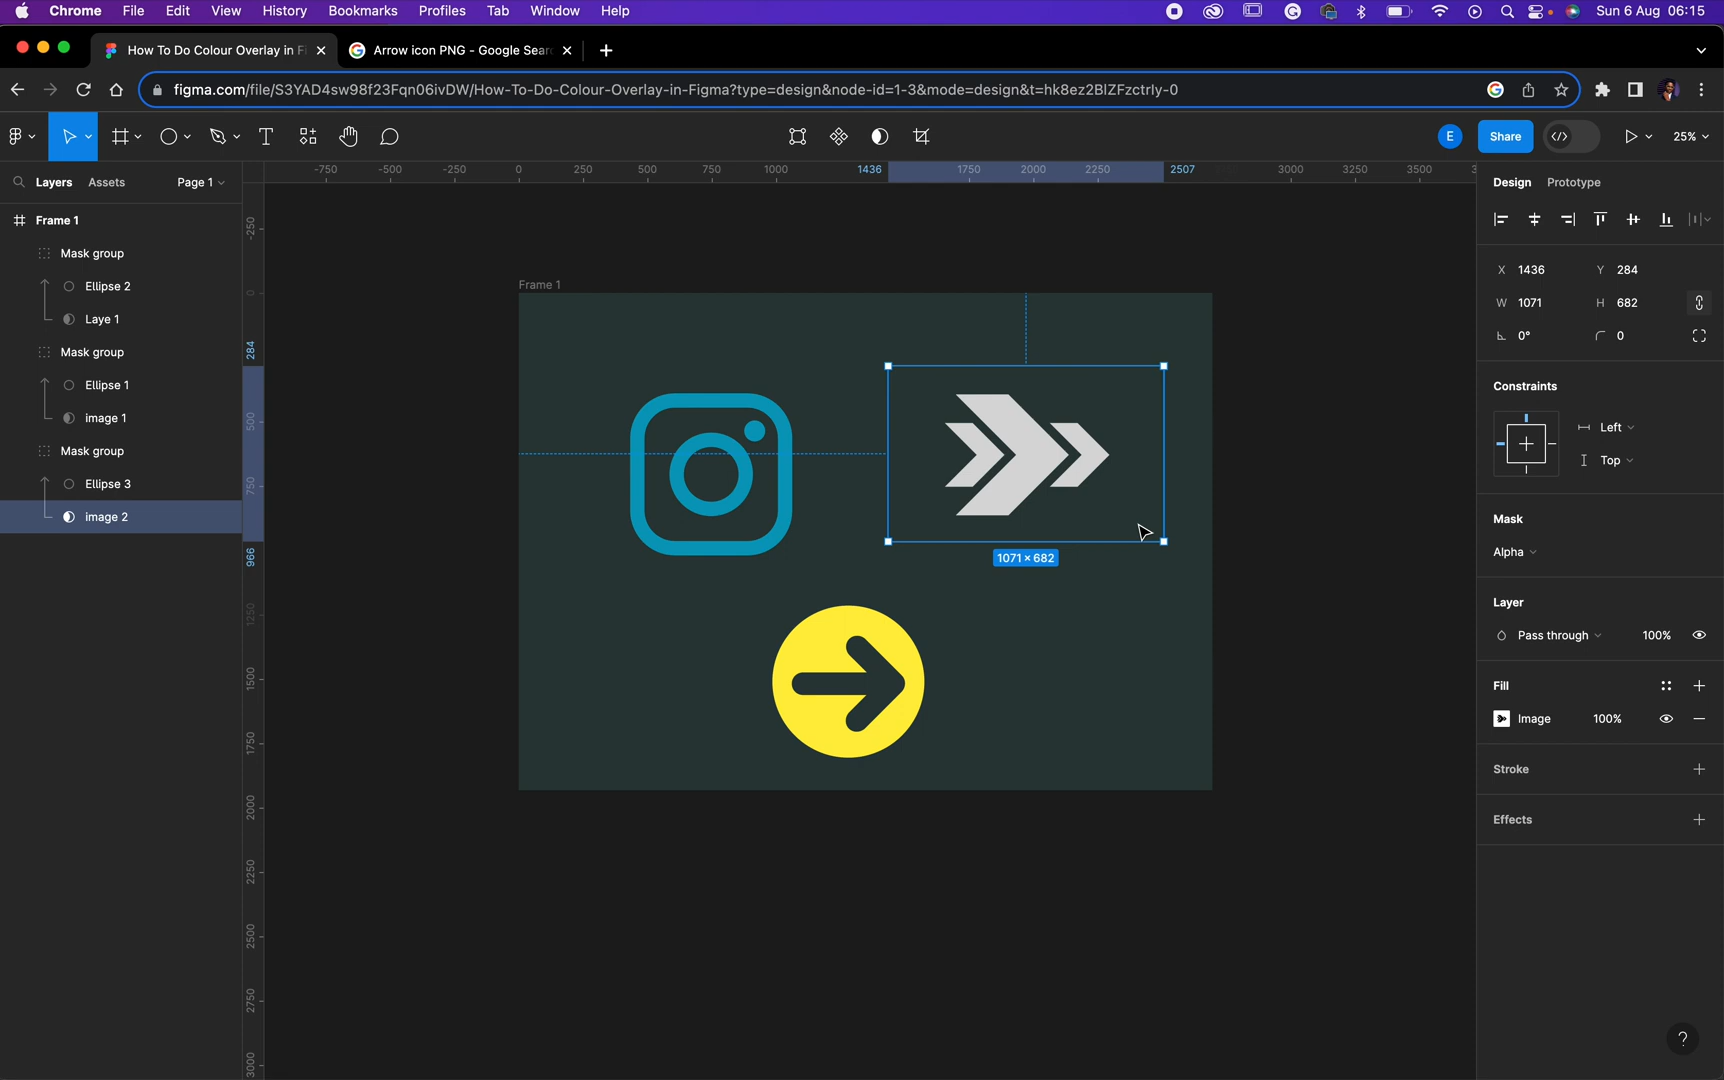 Chrome File Edit View History Bookmarks Profiles Tab Window Help Sun 6 Aug 06:15
How To Do Colour Overlay in Fi Arrow icon PNG - Google Sear
figma.com/file/S3YAD4sw98f23Fqn06ivDW/How-To-Do-Colour-Overlay-in-Figma?type=design&node-id=1-3&mode=design&t=hk8ez2BIZFzctrly-0
E Share 25%
Layers Assets Page 1
-750 -500 -250 0 250 500 750 1000 1436 1750 2000 2250 2507 3000 3250 3500
Design Prototype
Frame 1
Mask group
Ellipse 2
Laye 1
Mask group
Ellipse 1
image 1
Mask group
Ellipse 3
image 2
-250
0
284
500
750
966
1250
1500
1750
2000
2250
2500
2750
3000
Frame 1
1071 × 682
X 1436 Y 284
W 1071 H 682
0° 0
Constraints
Left
Top
Mask
Alpha
Layer
Pass through 100%
Fill
Image 100%
Stroke
Effects
?